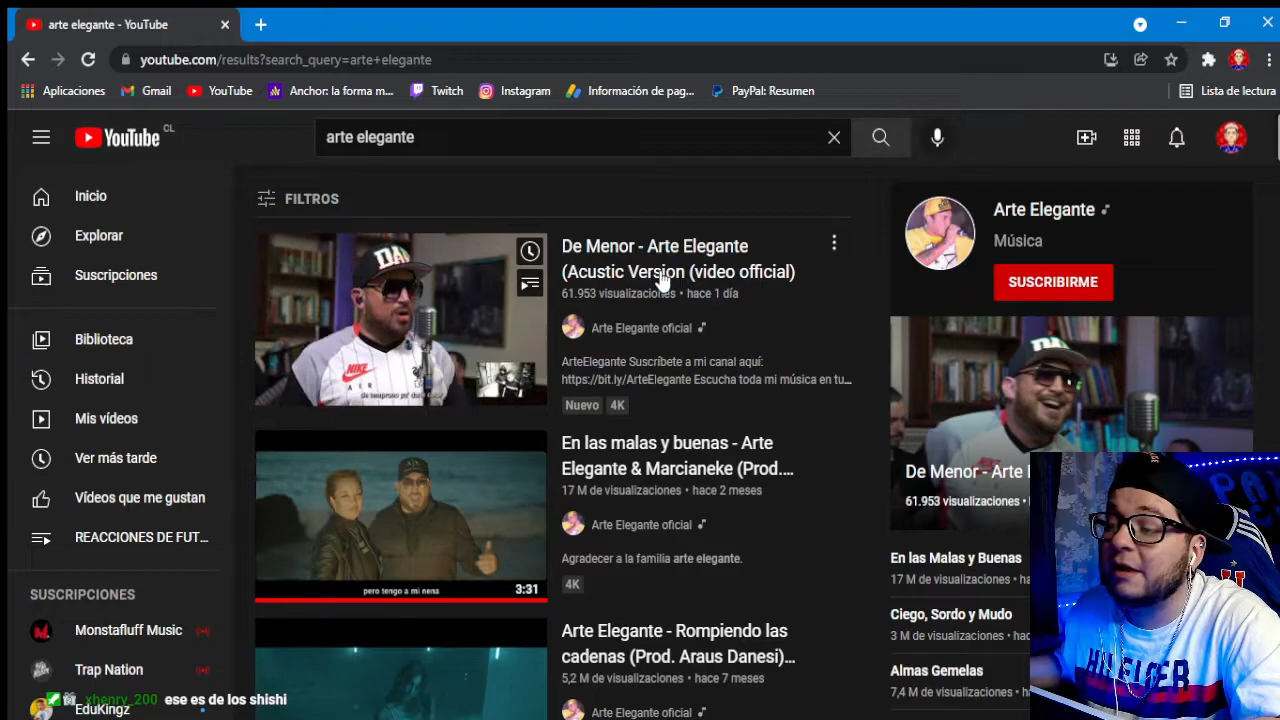 arte elegante - YouTube
youtube.com/results?search_query=arte+elegante
Aplicaciones
Gmail
YouTube
Anchor: la forma m...
Twitch
Instagram
Información de pag...
PayPal: Resumen
Lista de lectura
YouTube CL
arte elegante
Inicio
Explorar
Suscripciones
Biblioteca
Historial
Mis vídeos
Ver más tarde
Vídeos que me gustan
REACCIONES DE FUT...
SUSCRIPCIONES
Monstafluff Music
Trap Nation
EduKingz
xhenry_200 ese es de los shishi
FILTROS
De Menor - Arte Elegante
(Acustic Version (video official)
61.953 visualizaciones • hace 1 día
Arte Elegante oficial
ArteElegante Suscríbete a mi canal aquí:
https://bit.ly/ArteElegante Escucha toda mi música en tu...
Nuevo
4K
NIKE
AIR
En las malas y buenas - Arte
Elegante & Marcianeke (Prod....
17 M de visualizaciones • hace 2 meses
Arte Elegante oficial
Agradecer a la familia arte elegante.
4K
pero tengo a mi nena
3:31
Arte Elegante - Rompiendo las
cadenas (Prod. Araus Danesi)...
5,2 M de visualizaciones • hace 7 meses
Arte Elegante oficial
Arte Elegante
Música
SUSCRIBIRME
De Menor - Arte
61.953 visualizaciones •
En las Malas y Buenas
17 M de visualizaciones •
Ciego, Sordo y Mudo
3 M de visualizaciones •
Almas Gemelas
7,4 M de visualizaciones •